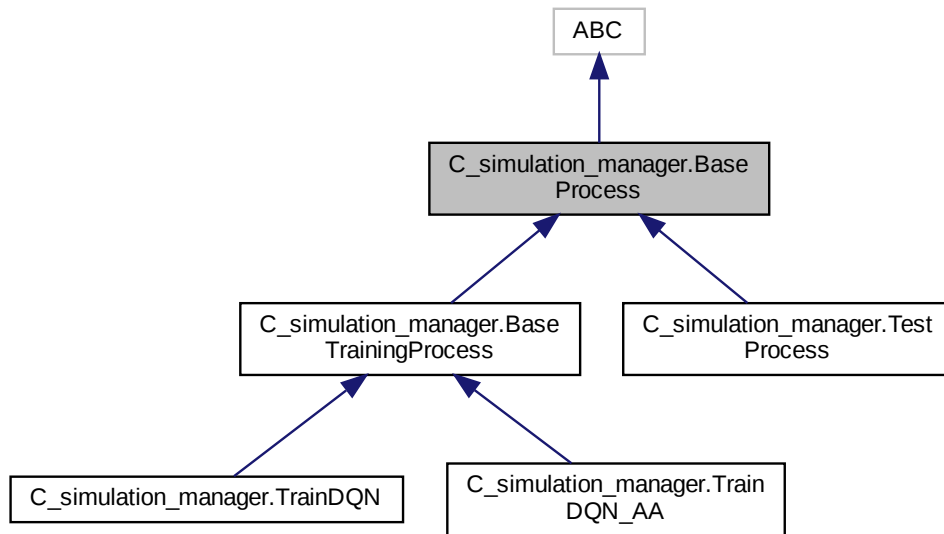 ABC
C_simulation_manager.Base
Process
C_simulation_manager.Base
TrainingProcess
C_simulation_manager.Test
Process
C_simulation_manager.TrainDQN
C_simulation_manager.Train
DQN_AA